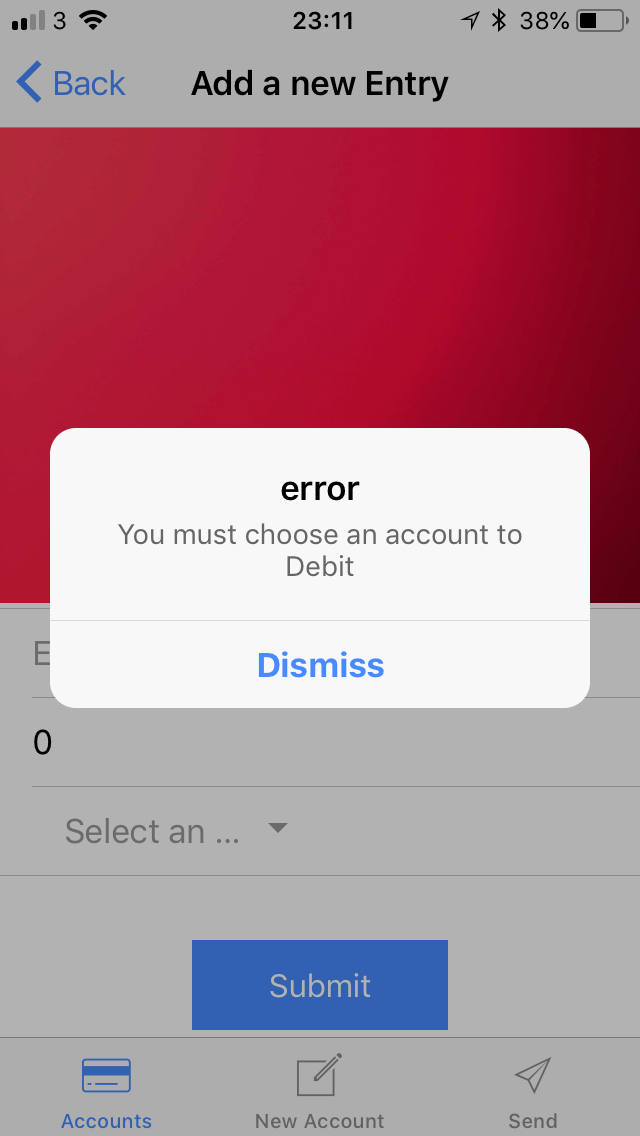 3 23:11 38%
Back Add a new Entry
error
You must choose an account to
Debit
Dismiss
0
Select an ...
Submit
Accounts New Account Send